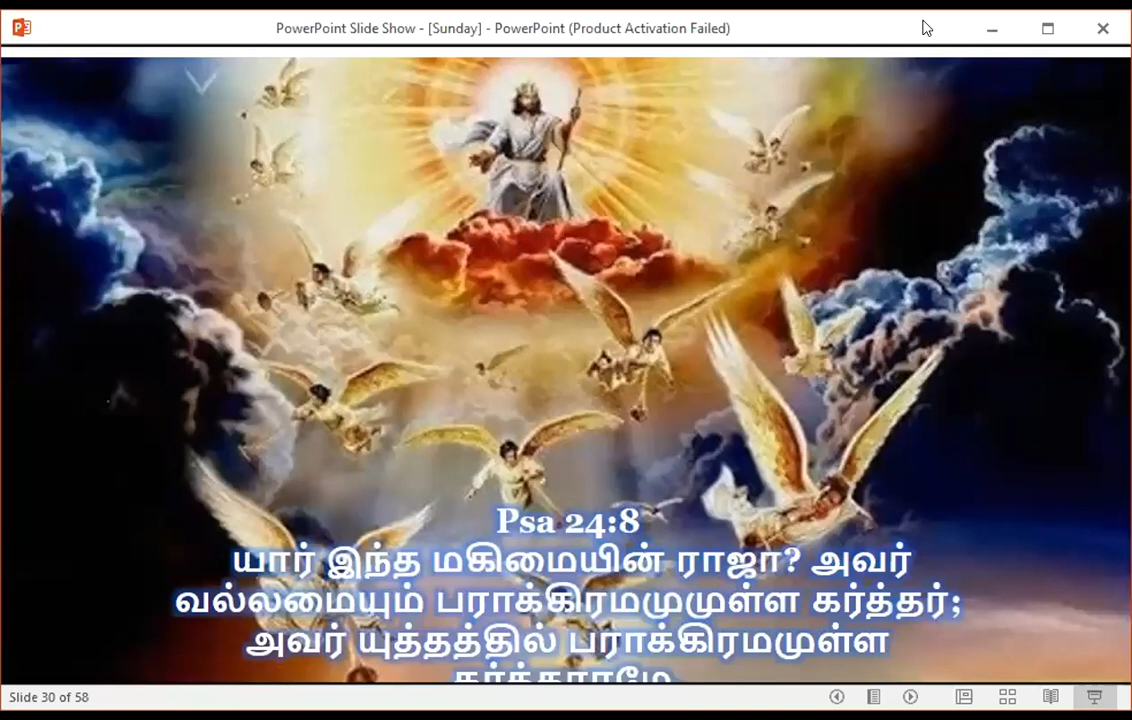 PowerPoint Slide Show - [Sunday] - PowerPoint (Product Activation Failed)
Psa 24:8
யார் இந்த மகிமையின் ராஜா? அவர்
வல்லமையும் பராக்கிரமமுமுள்ள கர்த்தர்;
அவர் யுத்தத்தில் பராக்கிரமமுள்ள
Slide 30 of 58